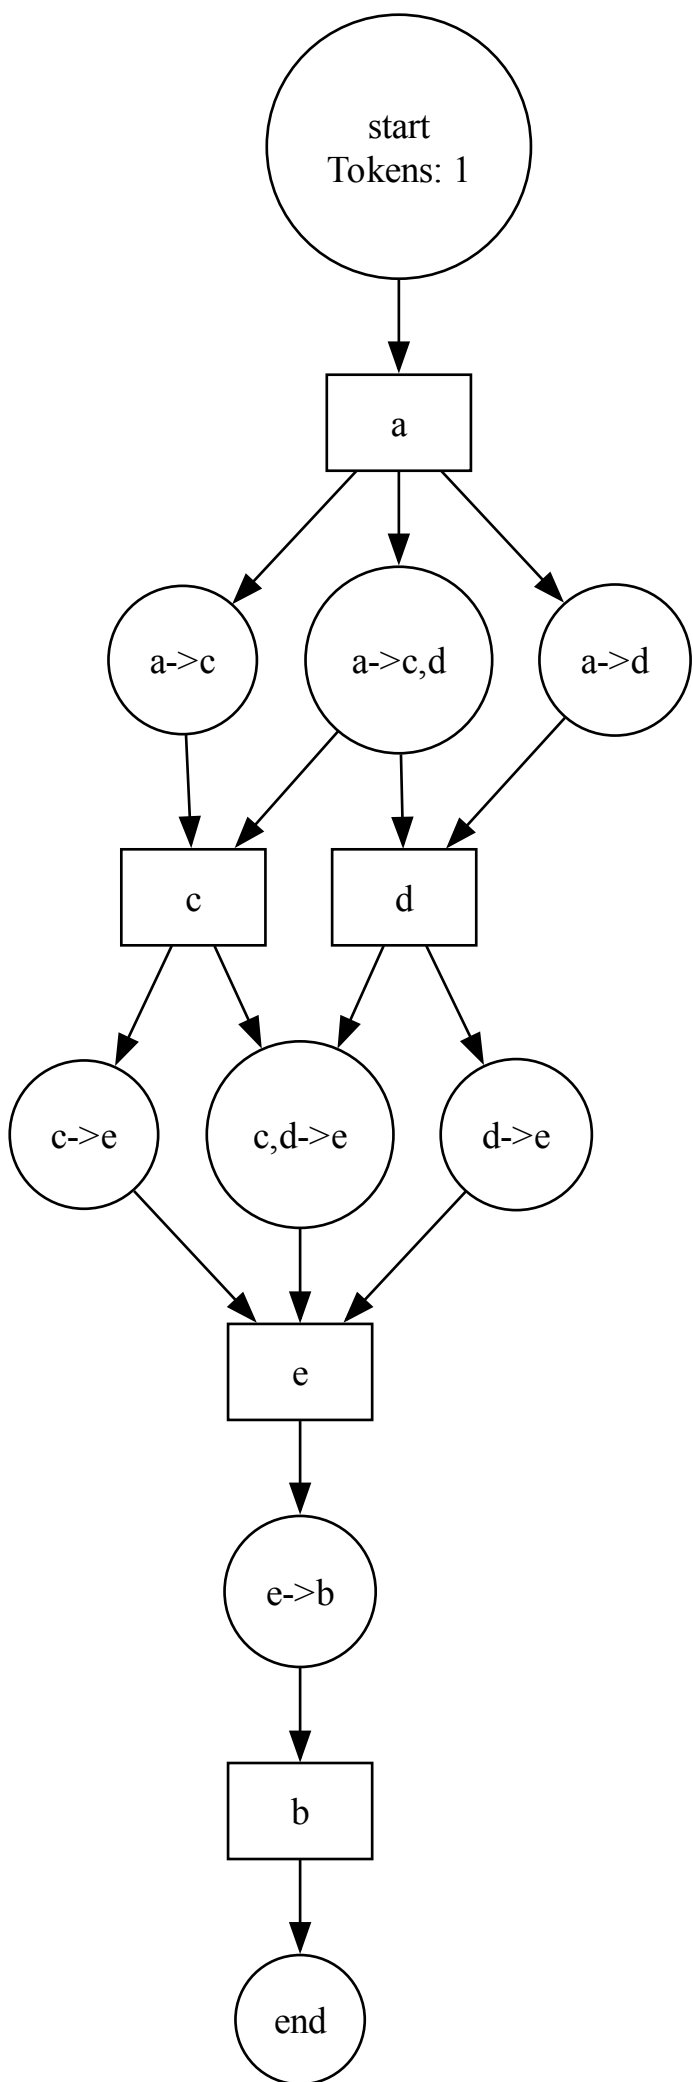 start
Tokens: 1
a
a->c
a->c,d
a->d
c
d
c->e
c,d->e
d->e
e
e->b
b
end